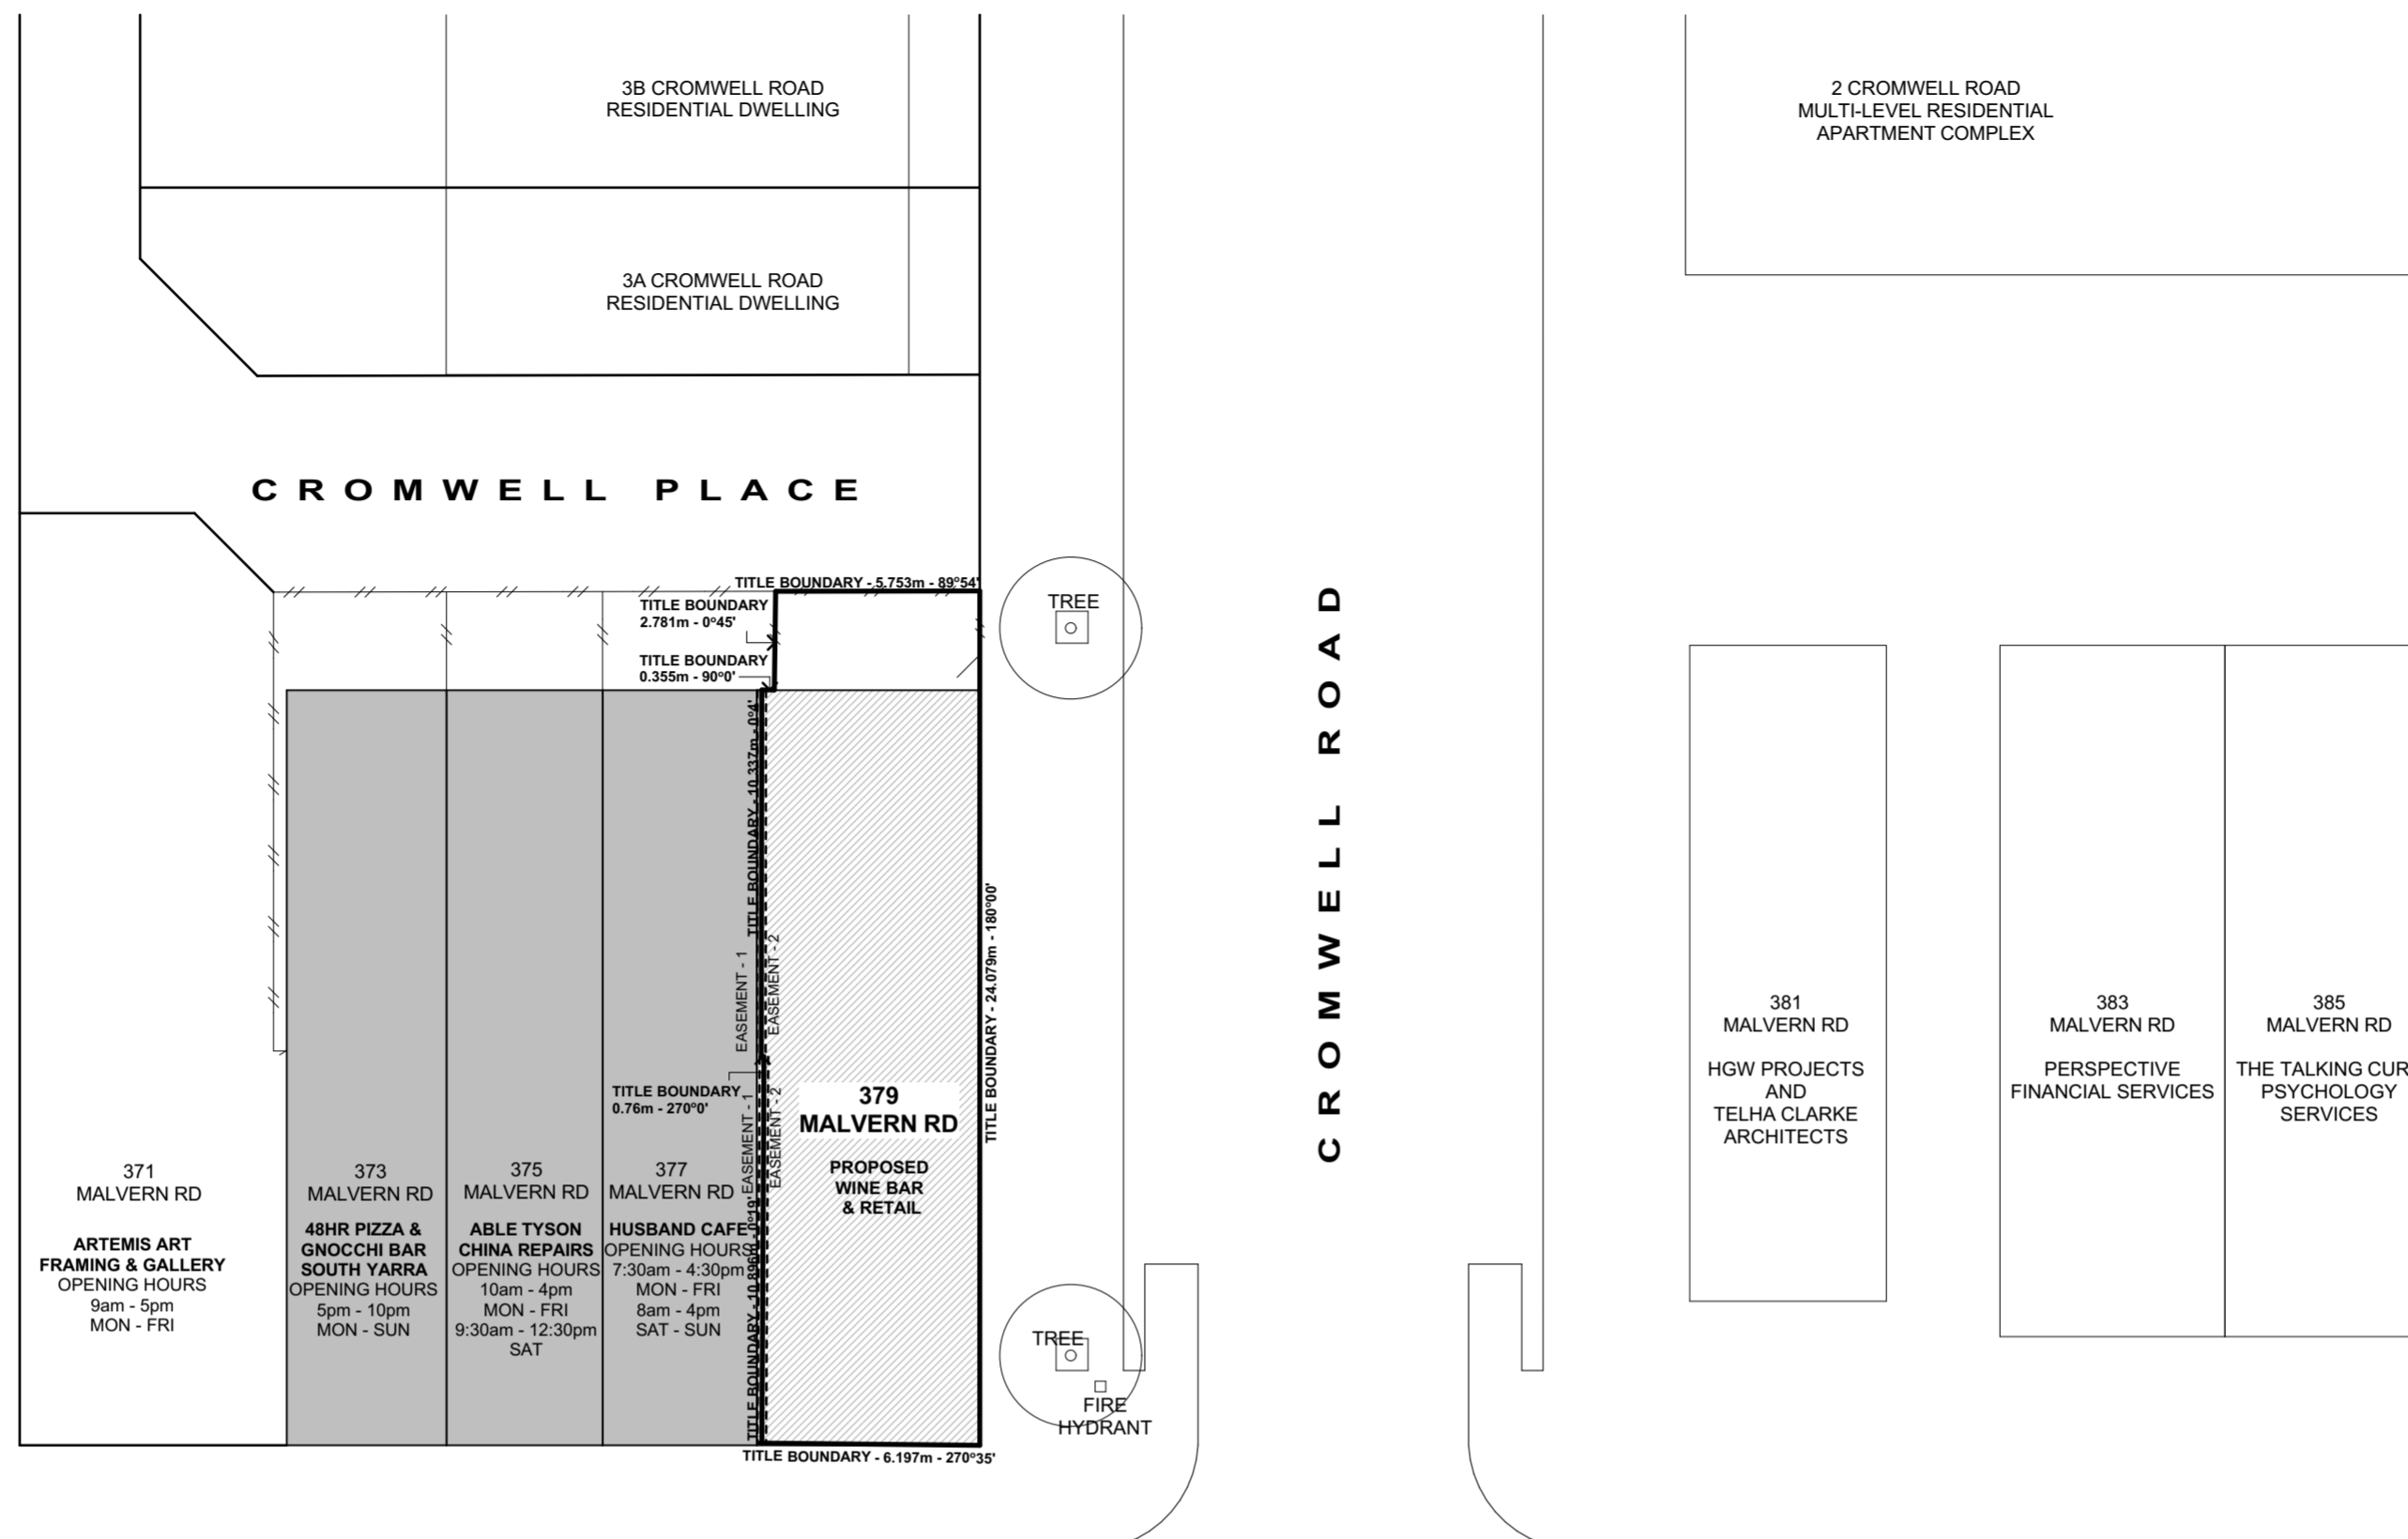 3B CROMWELL ROAD
RESIDENTIAL DWELLING
2 CROMWELL ROAD
MULTI-LEVEL RESIDENTIAL
APARTMENT COMPLEX
3A CROMWELL ROAD
RESIDENTIAL DWELLING
CROMWELL PLACE
TITLE BOUNDARY - 5.753m - 89°54'
TITLE BOUNDARY
2.781m - 0°45'
TITLE BOUNDARY
0.355m - 90°0'
TREE
CROMWELL ROAD
TITLE BOUNDARY - 10.337m - 0°4'
EASEMENT - 1
EASEMENT - 2
TITLE BOUNDARY - 24.079m - 180°00'
TITLE BOUNDARY
0.76m - 270°0'
EASEMENT - 1
EASEMENT - 2
TITLE BOUNDARY - 10.896m - 0°19'
379
MALVERN RD
PROPOSED
WINE BAR
& RETAIL
371
MALVERN RD
ARTEMIS ART
FRAMING & GALLERY
OPENING HOURS
9am - 5pm
MON - FRI
373
MALVERN RD
48HR PIZZA &
GNOCCHI BAR
SOUTH YARRA
OPENING HOURS
5pm - 10pm
MON - SUN
375
MALVERN RD
ABLE TYSON
CHINA REPAIRS
OPENING HOURS
10am - 4pm
MON - FRI
9:30am - 12:30pm
SAT
377
MALVERN RD
HUSBAND CAFE
OPENING HOURS
7:30am - 4:30pm
MON - FRI
8am - 4pm
SAT - SUN
381
MALVERN RD
HGW PROJECTS
AND
TELHA CLARKE
ARCHITECTS
383
MALVERN RD
PERSPECTIVE
FINANCIAL SERVICES
385
MALVERN RD
THE TALKING CUR
PSYCHOLOGY
SERVICES
TREE
FIRE
HYDRANT
TITLE BOUNDARY - 6.197m - 270°35'